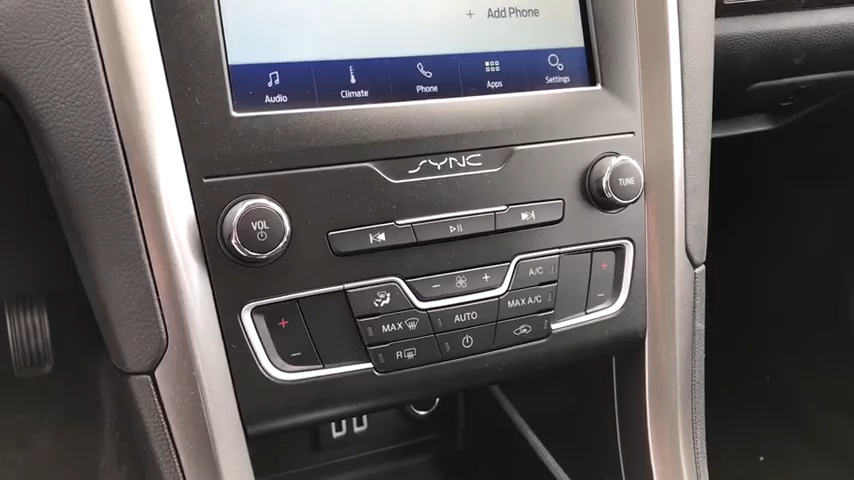 + Add Phone
Audio
Climate
Phone
Apps
Settings
SYNC
VOL
TUNE
- +
A/C
MAX
AUTO
MAX A/C
R
+
-
+
-